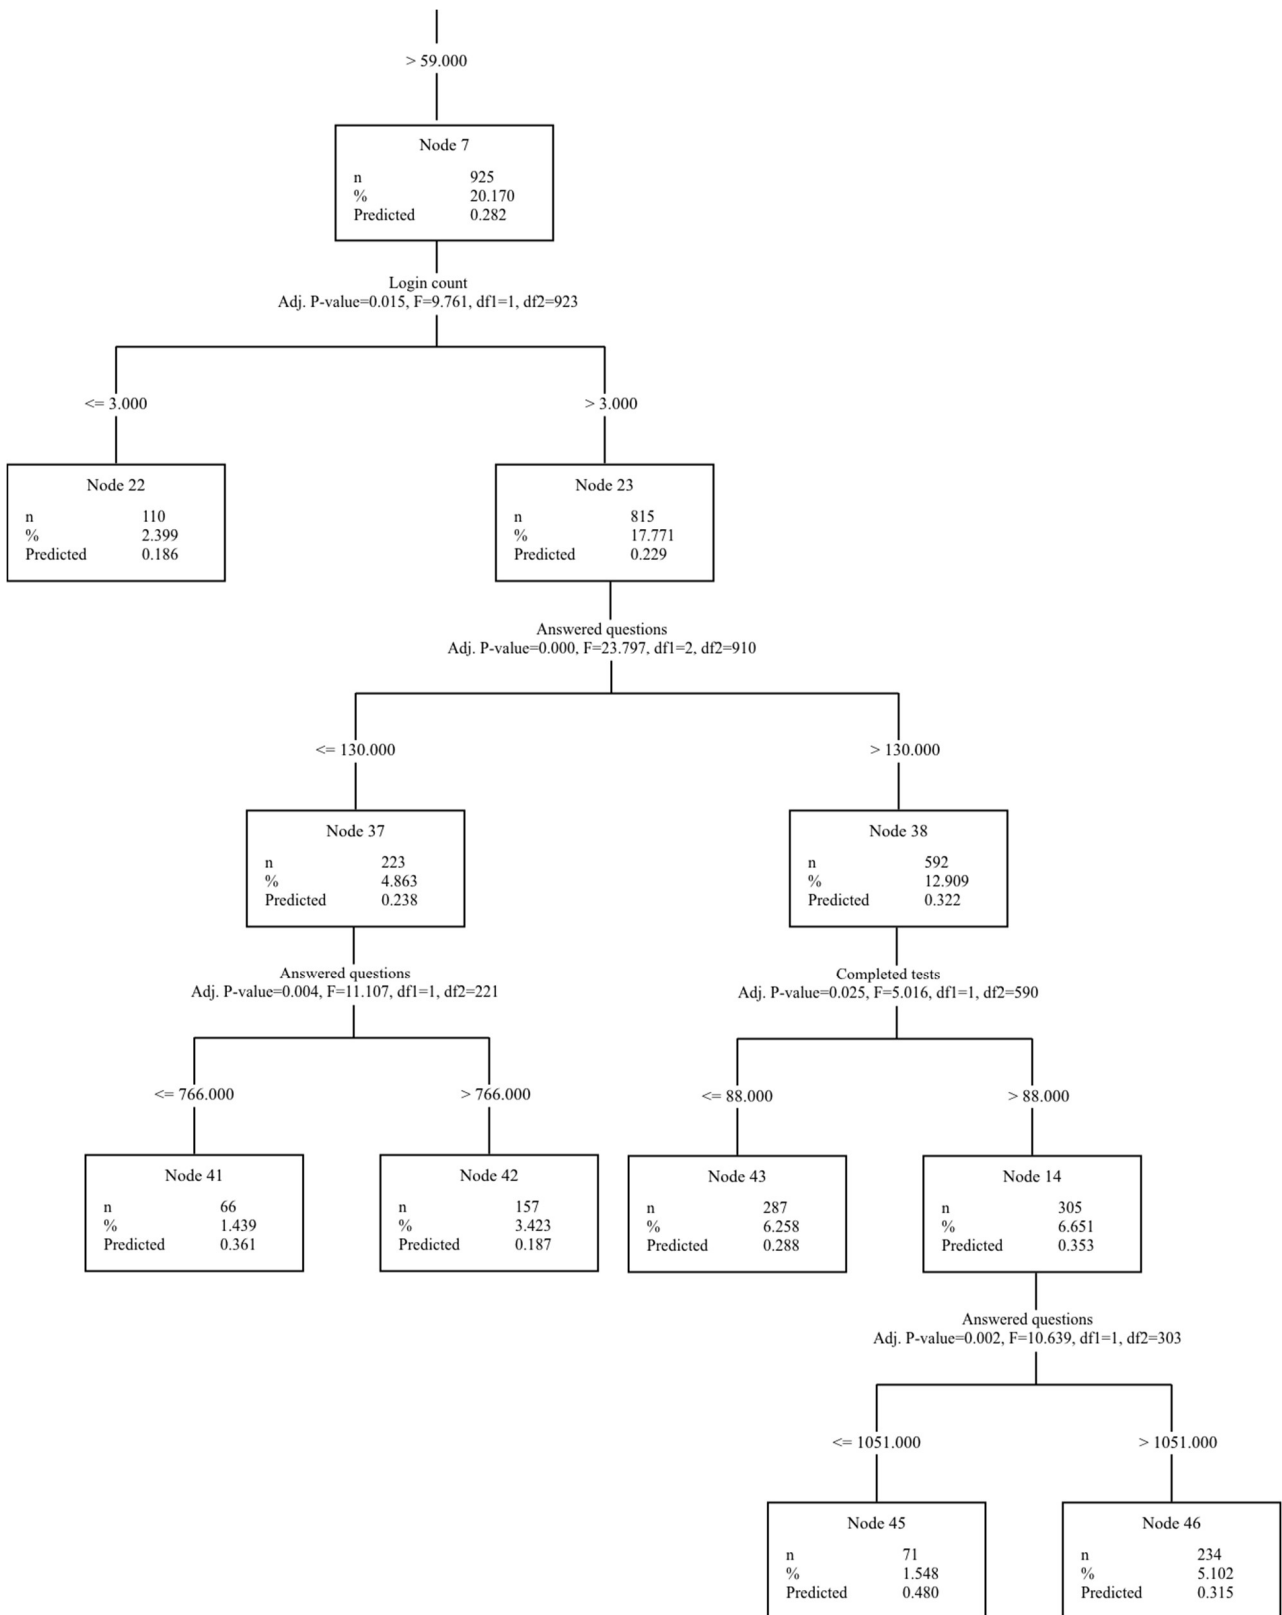 > 59.000
Node 7
n 925
% 20.170
Predicted 0.282
Login count
Adj. P-value=0.015, F=9.761, df1=1, df2=923
<= 3.000
> 3.000
Node 22
n 110
% 2.399
Predicted 0.186
Node 23
n 815
% 17.771
Predicted 0.229
Answered questions
Adj. P-value=0.000, F=23.797, df1=2, df2=910
<= 130.000
> 130.000
Node 37
n 223
% 4.863
Predicted 0.238
Node 38
n 592
% 12.909
Predicted 0.322
Answered questions
Adj. P-value=0.004, F=11.107, df1=1, df2=221
Completed tests
Adj. P-value=0.025, F=5.016, df1=1, df2=590
<= 766.000
> 766.000
<= 88.000
> 88.000
Node 41
n 66
% 1.439
Predicted 0.361
Node 42
n 157
% 3.423
Predicted 0.187
Node 43
n 287
% 6.258
Predicted 0.288
Node 14
n 305
% 6.651
Predicted 0.353
Answered questions
Adj. P-value=0.002, F=10.639, df1=1, df2=303
<= 1051.000
> 1051.000
Node 45
n 71
% 1.548
Predicted 0.480
Node 46
n 234
% 5.102
Predicted 0.315